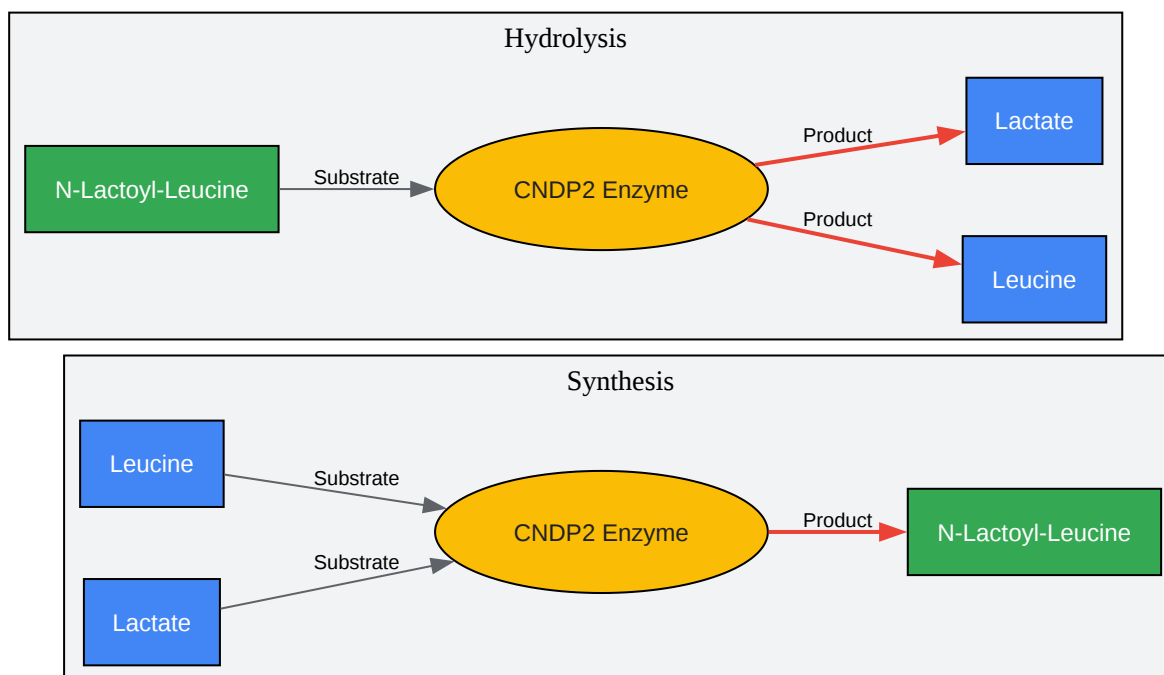 Hydrolysis
N-Lactoyl-Leucine
Substrate
CNDP2 Enzyme
Product
Lactate
Product
Leucine
Synthesis
Leucine
Substrate
Lactate
Substrate
CNDP2 Enzyme
Product
N-Lactoyl-Leucine